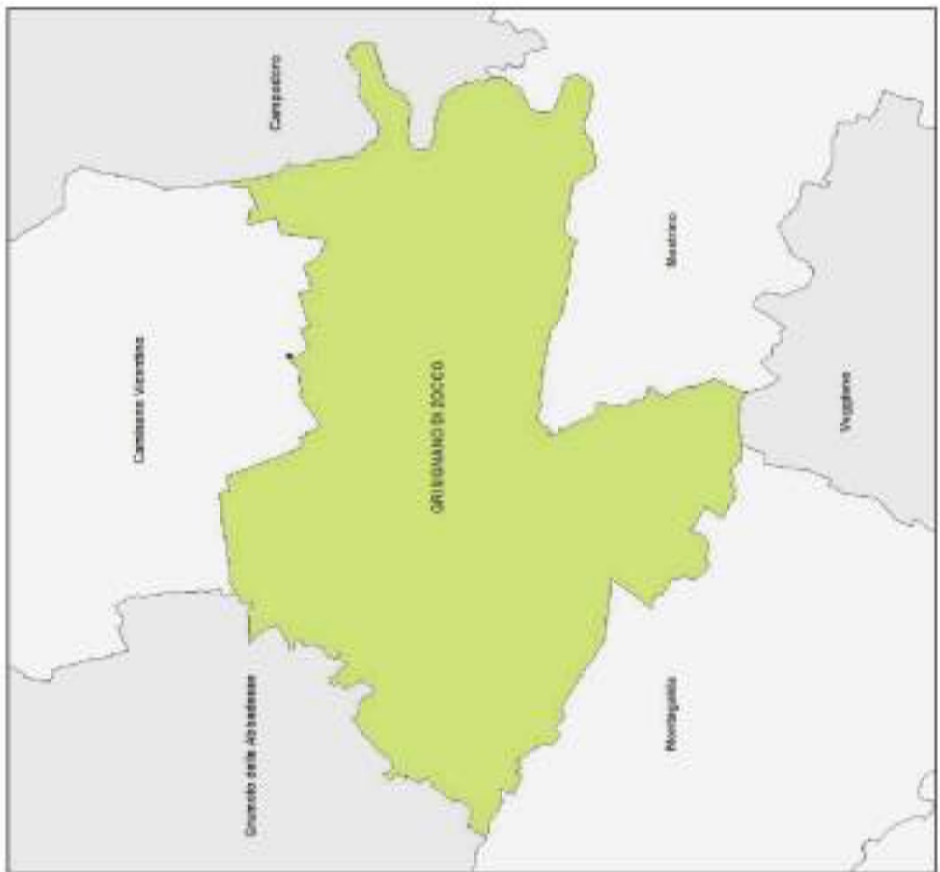 Grumolo delle Abbadesse
Camisano Vicentino
Campodoro
GRISIGNANO DI ZOCCO
Montegalda
Mestrino
Veggiano